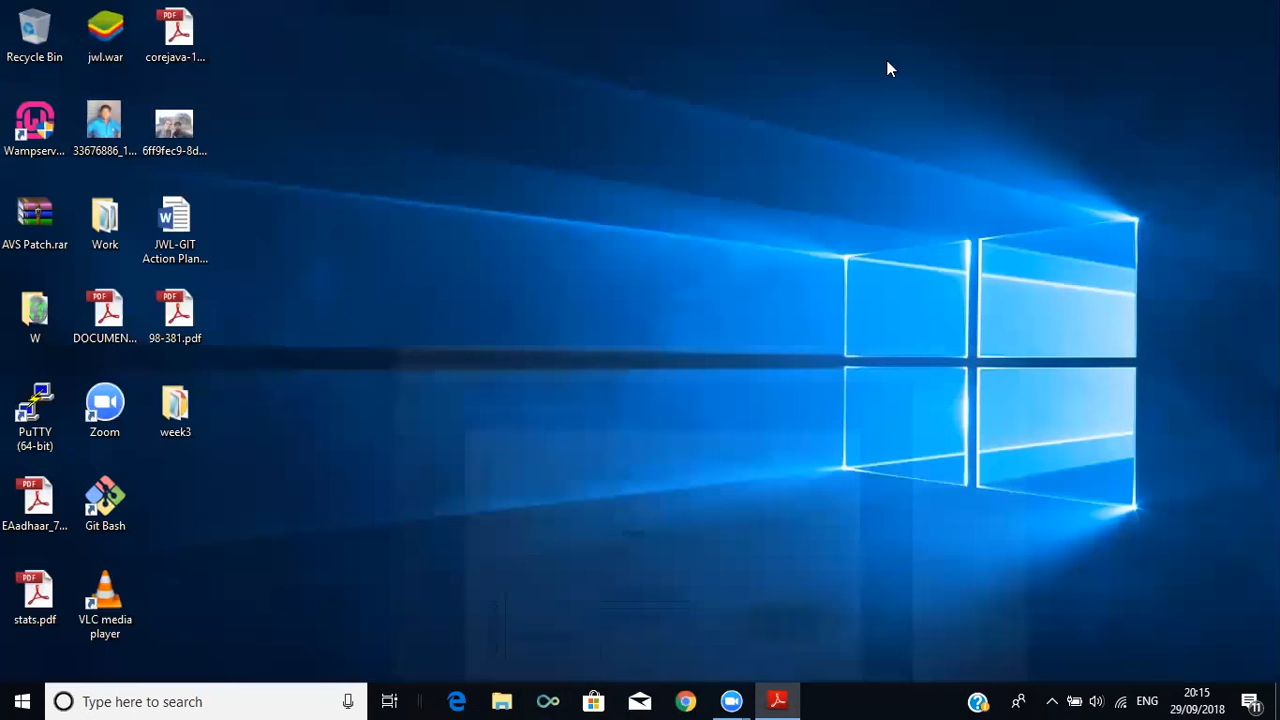 Recycle Bin
jwl.war
corejava-1...
Wampserv...
33676886_1...
6ff9fec9-8d...
AVS Patch.rar
Work
JWL-GIT
Action Plan...
W
DOCUMEN...
98-381.pdf
PuTTY
(64-bit)
Zoom
week3
EAadhaar_7...
Git Bash
stats.pdf
VLC media
player
Type here to search
ENG
20:15
29/09/2018
11